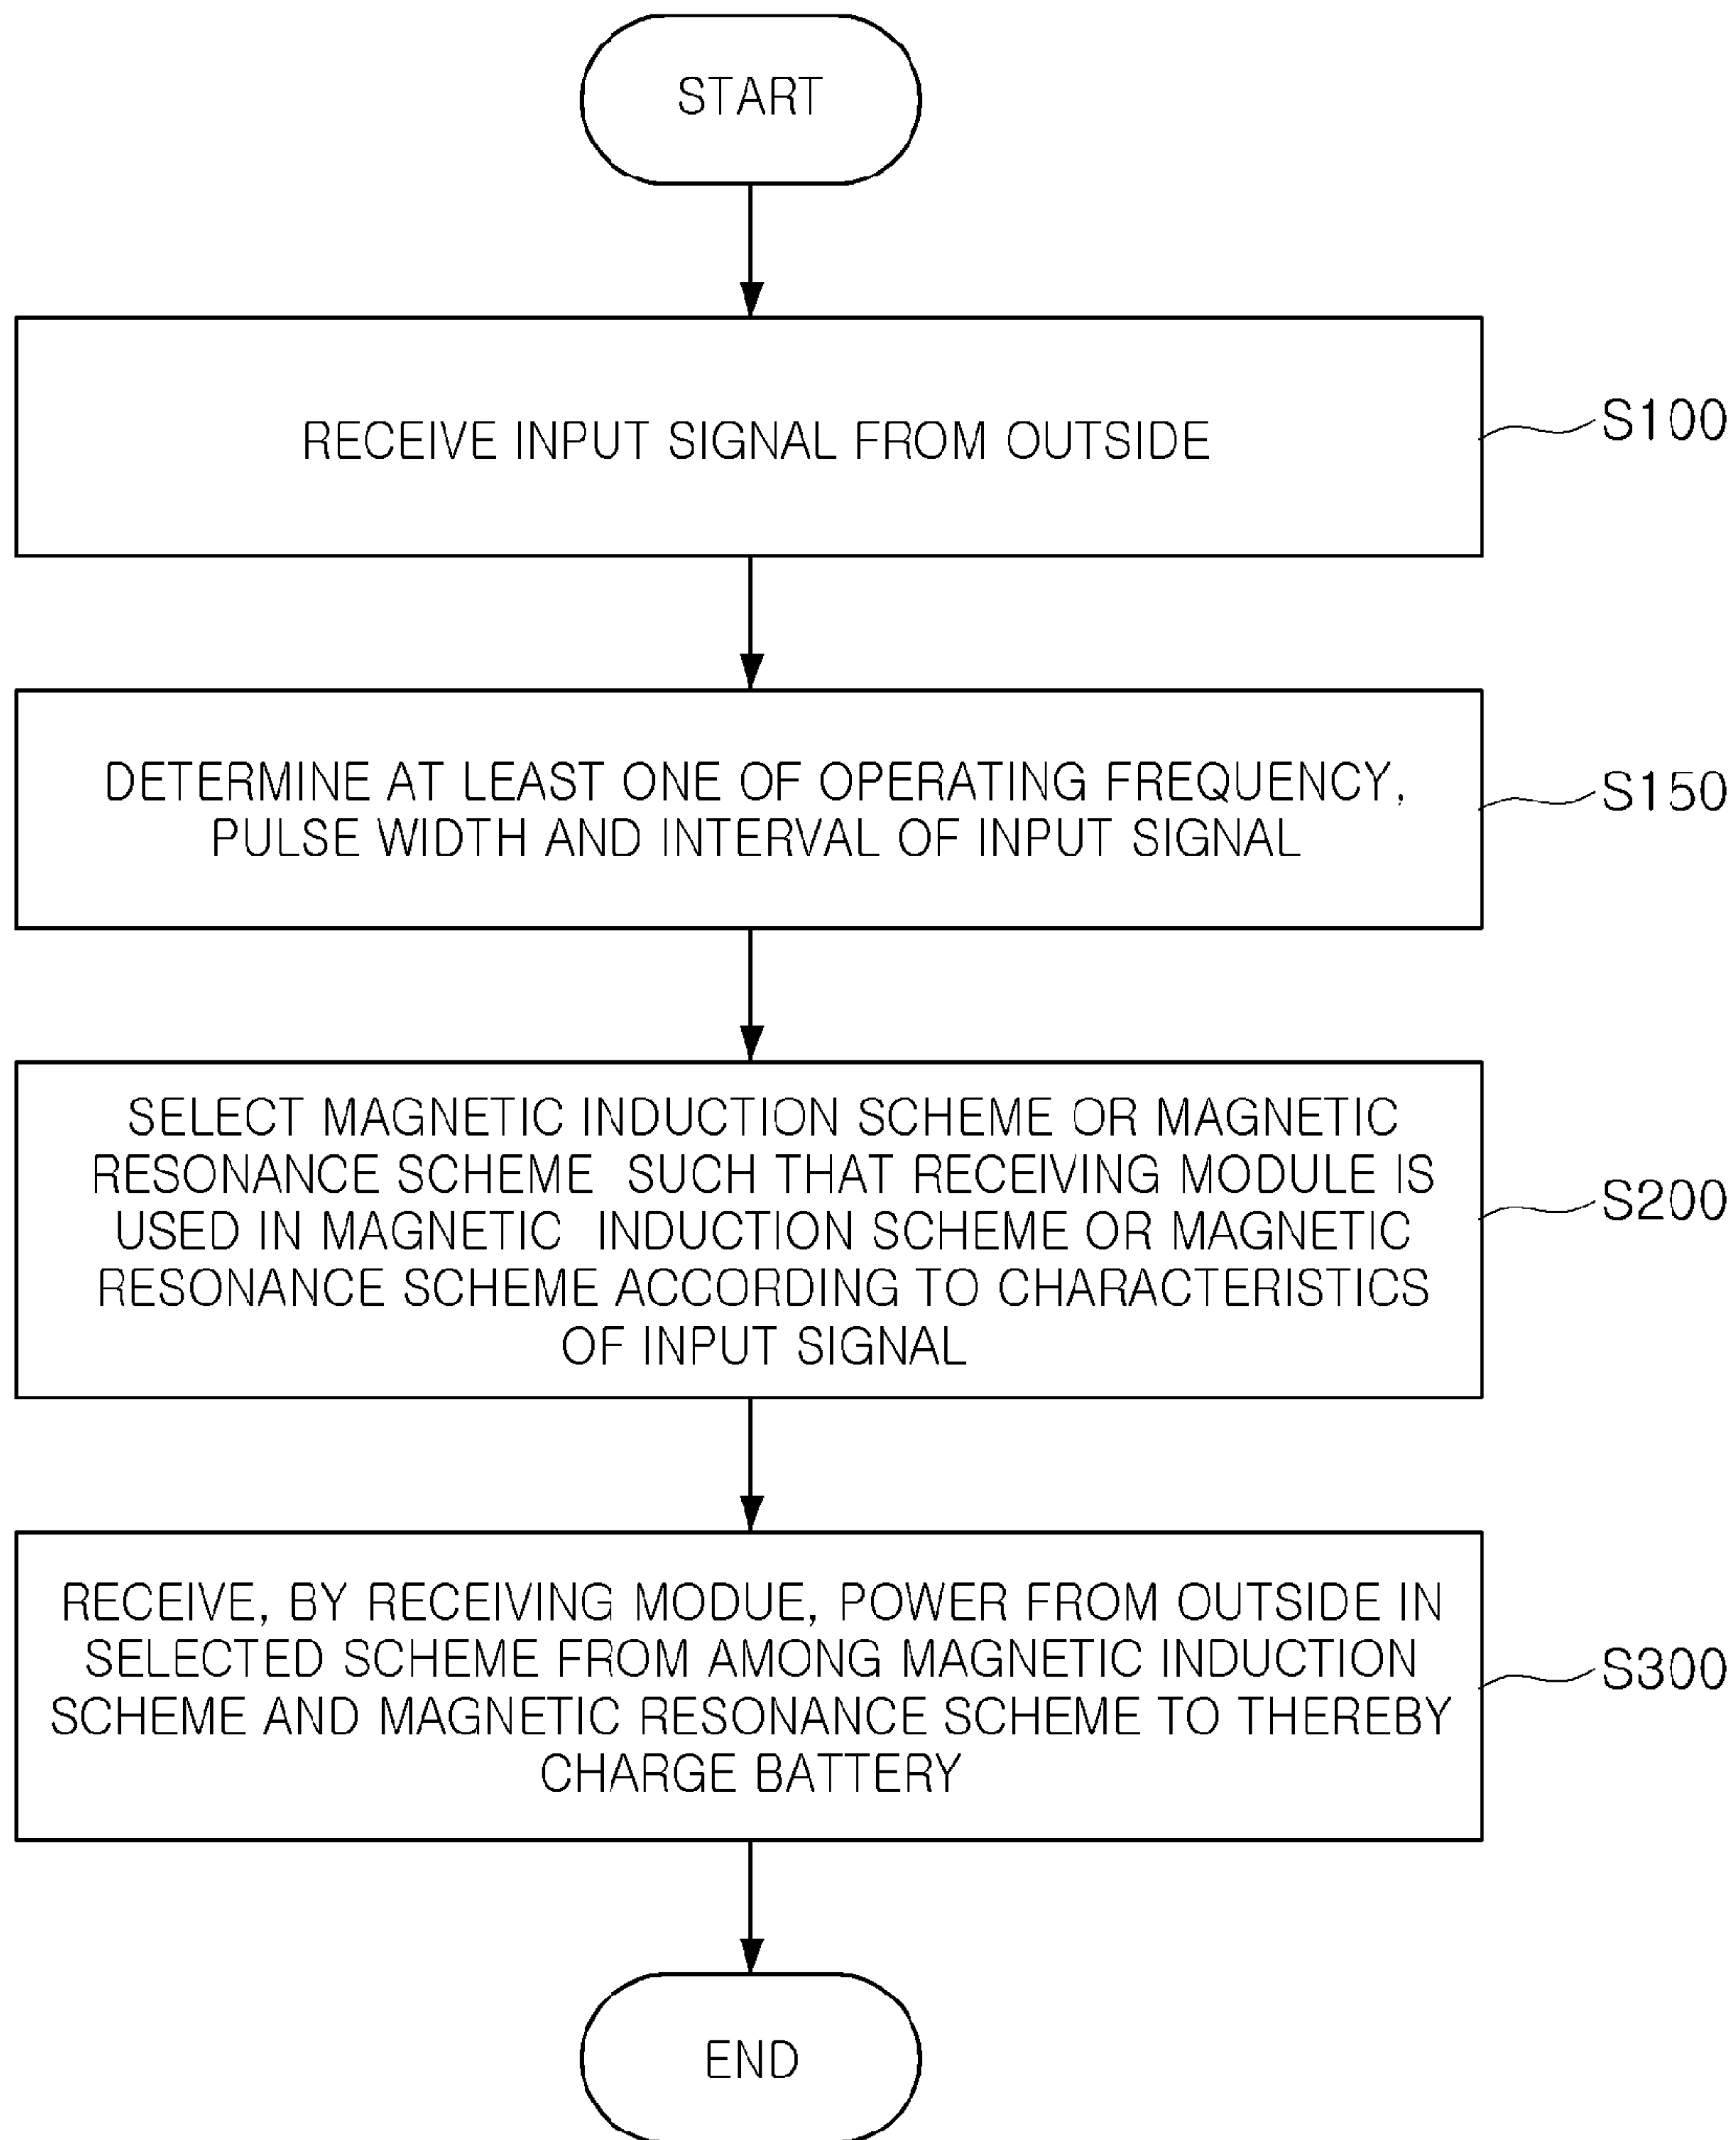 START
RECEIVE INPUT SIGNAL FROM OUTSIDE
S100
DETERMINE AT LEAST ONE OF OPERATING FREQUENCY,
PULSE WIDTH AND INTERVAL OF INPUT SIGNAL
S150
SELECT MAGNETIC INDUCTION SCHEME OR MAGNETIC
RESONANCE SCHEME SUCH THAT RECEIVING MODULE IS
USED IN MAGNETIC INDUCTION SCHEME OR MAGNETIC
RESONANCE SCHEME ACCORDING TO CHARACTERISTICS
OF INPUT SIGNAL
S200
RECEIVE, BY RECEIVING MODUE, POWER FROM OUTSIDE IN
SELECTED SCHEME FROM AMONG MAGNETIC INDUCTION
SCHEME AND MAGNETIC RESONANCE SCHEME TO THEREBY
CHARGE BATTERY
S300
END